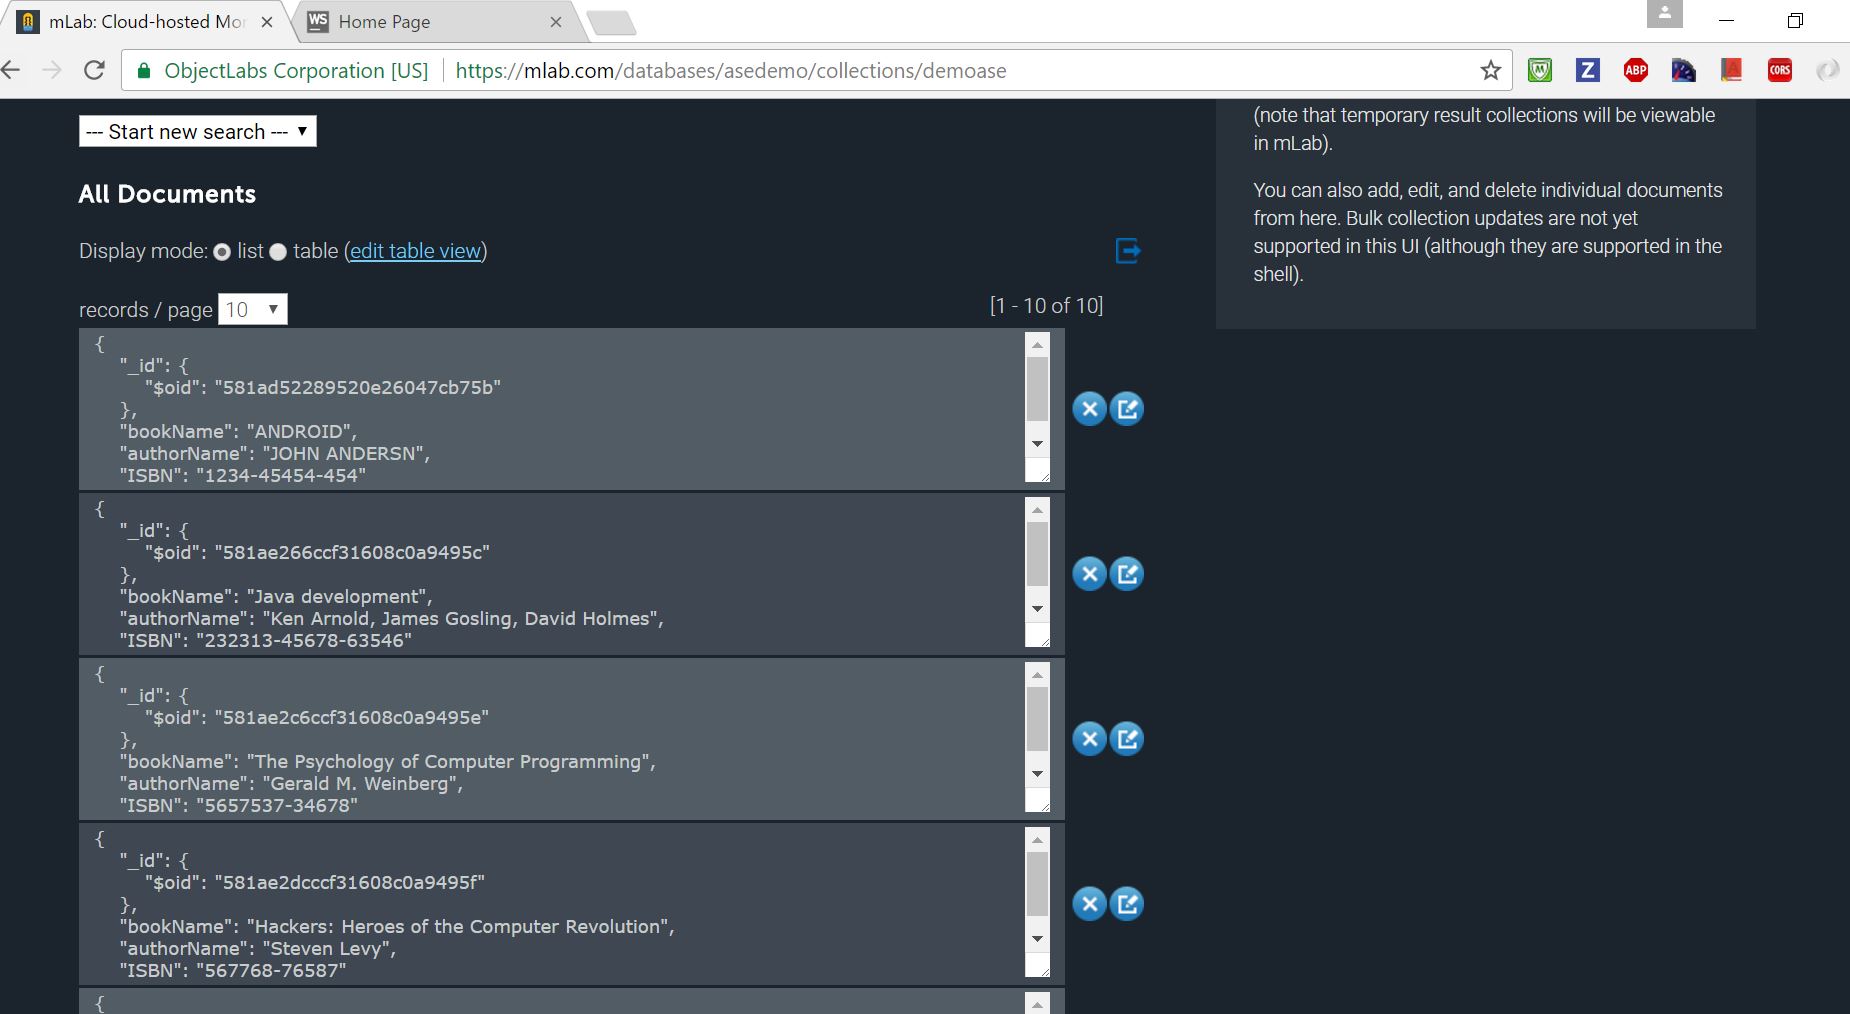 mLab: Cloud-hosted Mor
WS Home Page
ObjectLabs Corporation [US] https://mlab.com/databases/asedemo/collections/demoase
M Z ABP A CORS
--- Start new search ---
All Documents
Display mode: list table (edit table view)
records / page 10
[1 - 10 of 10]
{
"_id": {
"$oid": "581ad52289520e26047cb75b"
},
"bookName": "ANDROID",
"authorName": "JOHN ANDERSN",
"ISBN": "1234-45454-454"
{
"_id": {
"$oid": "581ae266ccf31608c0a9495c"
},
"bookName": "Java development",
"authorName": "Ken Arnold, James Gosling, David Holmes",
"ISBN": "232313-45678-63546"
{
"_id": {
"$oid": "581ae2c6ccf31608c0a9495e"
},
"bookName": "The Psychology of Computer Programming",
"authorName": "Gerald M. Weinberg",
"ISBN": "5657537-34678"
{
"_id": {
"$oid": "581ae2dcccf31608c0a9495f"
},
"bookName": "Hackers: Heroes of the Computer Revolution",
"authorName": "Steven Levy",
"ISBN": "567768-76587"
{
(note that temporary result collections will be viewable
in mLab).
You can also add, edit, and delete individual documents
from here. Bulk collection updates are not yet
supported in this UI (although they are supported in the
shell).